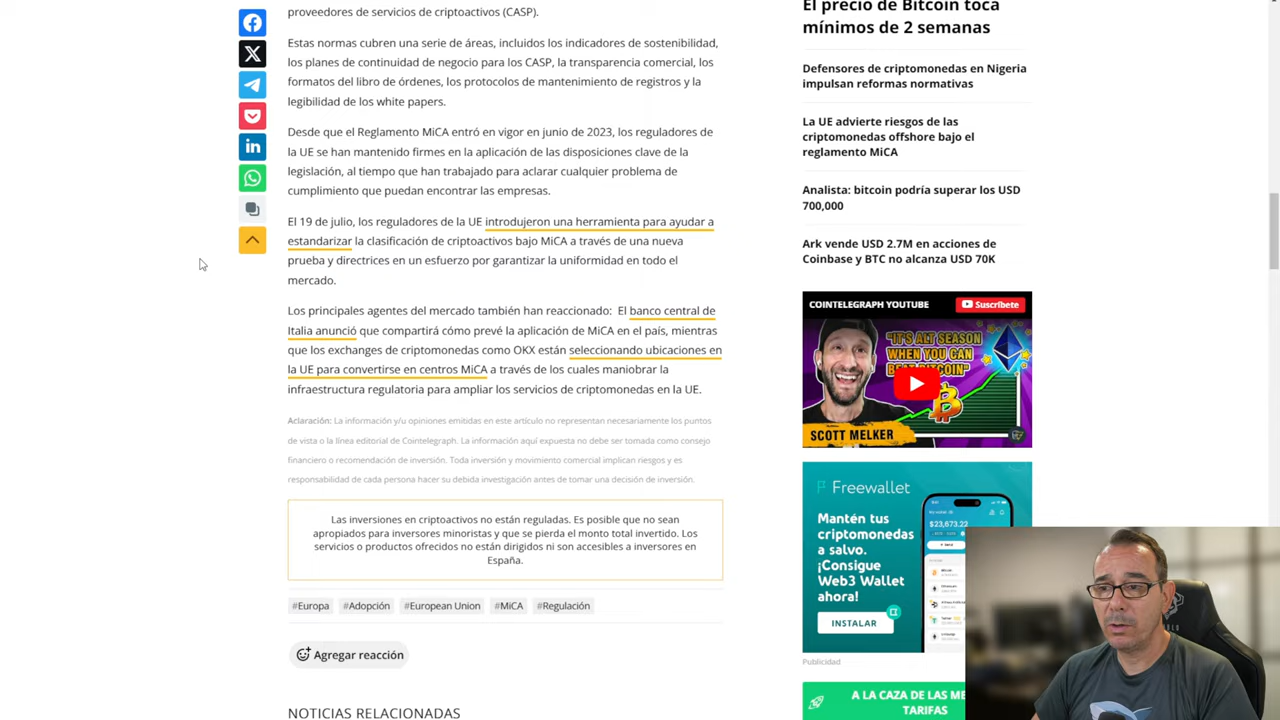 proveedores de servicios de criptoactivos (CASP).
Estas normas cubren una serie de áreas, incluidos los indicadores de sostenibilidad,
los planes de continuidad de negocio para los CASP, la transparencia comercial, los
formatos del libro de órdenes, los protocolos de mantenimiento de registros y la
legibilidad de los white papers.
Desde que el Reglamento MiCA entró en vigor en junio de 2023, los reguladores de
la UE se han mantenido firmes en la aplicación de las disposiciones clave de la
legislación, al tiempo que han trabajado para aclarar cualquier problema de
cumplimiento que puedan encontrar las empresas.
El 19 de julio, los reguladores de la UE introdujeron una herramienta para ayudar a
estandarizar la clasificación de criptoactivos bajo MiCA a través de una nueva
prueba y directrices en un esfuerzo por garantizar la uniformidad en todo el
mercado.
Los principales agentes del mercado también han reaccionado: El banco central de
Italia anunció que compartirá cómo prevé la aplicación de MiCA en el país, mientras
que los exchanges de criptomonedas como OKX están seleccionando ubicaciones en
la UE para convertirse en centros MiCA a través de los cuales maniobrar la
infraestructura regulatoria para ampliar los servicios de criptomonedas en la UE.
Aclaración: La información y/u opiniones emitidas en este artículo no representan necesariamente los puntos
de vista o la línea editorial de Cointelegraph. La información aquí expuesta no debe ser tomada como consejo
financiero o recomendación de inversión. Toda inversión y movimiento comercial implican riesgos y es
responsabilidad de cada persona hacer su debida investigación antes de tomar una decisión de inversión.
Las inversiones en criptoactivos no están reguladas. Es posible que no sean
apropiados para inversores minoristas y que se pierda el monto total invertido. Los
servicios o productos ofrecidos no están dirigidos ni son accesibles a inversores en
España.
#Europa #Adopción #European Union #MiCA #Regulación
Agregar reacción
NOTICIAS RELACIONADAS
El precio de Bitcoin toca
mínimos de 2 semanas
Defensores de criptomonedas en Nigeria
impulsan reformas normativas
La UE advierte riesgos de las
criptomonedas offshore bajo el
reglamento MiCA
Analista: bitcoin podría superar los USD
700,000
Ark vende USD 2.7M en acciones de
Coinbase y BTC no alcanza USD 70K
COINTELEGRAPH YOUTUBE
Suscríbete
"IT'S ALT SEASON
WHEN YOU CAN
BEAT BITCOIN"
SCOTT MELKER
Freewallet
Mantén tus
criptomonedas
a salvo.
¡Consigue
Web3 Wallet
ahora!
INSTALAR
$23,673.22
Publicidad
A LA CAZA DE LAS ME
TARIFAS